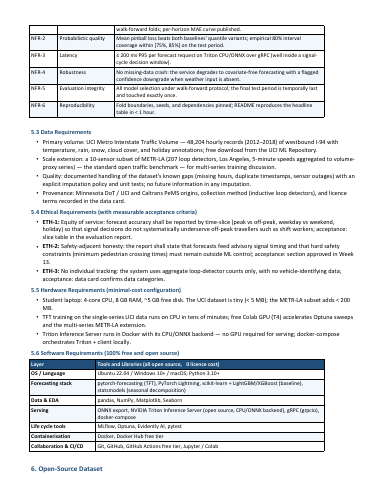 walk-forward folds; per-horizon MAE curve published.
NFR-2 Probabilistic quality Mean pinball loss beats both baselines' quantile variants; empirical 80% interval
coverage within [75%, 85%] on the test period.
NFR-3 Latency ≤ 200 ms P95 per forecast request on Triton CPU/ONNX over gRPC (well inside a signal-
cycle decision window).
NFR-4 Robustness No missing-data crash: the service degrades to covariate-free forecasting with a flagged
confidence downgrade when weather input is absent.
NFR-5 Evaluation integrity All model selection under walk-forward protocol; the final test period is temporally last
and touched exactly once.
NFR-6 Reproducibility Fold boundaries, seeds, and dependencies pinned; README reproduces the headline
table in < 1 hour.
5.3 Data Requirements
• Primary volume: UCI Metro Interstate Traffic Volume — 48,204 hourly records (2012–2018) of westbound I-94 with
temperature, rain, snow, cloud cover, and holiday annotations; free download from the UCI ML Repository.
• Scale extension: a 10-sensor subset of METR-LA (207 loop detectors, Los Angeles, 5-minute speeds aggregated to volume-
proxy series) — the standard open traffic benchmark — for multi-series training discussion.
• Quality: documented handling of the dataset's known gaps (missing hours, duplicate timestamps, sensor outages) with an
explicit imputation policy and unit tests; no future information in any imputation.
• Provenance: Minnesota DoT / UCI and Caltrans PeMS origins, collection method (inductive loop detectors), and licence
terms recorded in the data card.
5.4 Ethical Requirements (with measurable acceptance criteria)
• ETH-1: Equity of service: forecast accuracy shall be reported by time-slice (peak vs off-peak, weekday vs weekend,
holiday) so that signal decisions do not systematically underserve off-peak travellers such as shift workers; acceptance:
slice table in the evaluation report.
• ETH-2: Safety-adjacent honesty: the report shall state that forecasts feed advisory signal timing and that hard safety
constraints (minimum pedestrian crossing times) must remain outside ML control; acceptance: section approved in Week
13.
• ETH-3: No individual tracking: the system uses aggregate loop-detector counts only, with no vehicle-identifying data;
acceptance: data card confirms data categories.
5.5 Hardware Requirements (minimal-cost configuration)
• Student laptop: 4-core CPU, 8 GB RAM, ~5 GB free disk. The UCI dataset is tiny (< 5 MB); the METR-LA subset adds < 200
MB.
• TFT training on the single-series UCI data runs on CPU in tens of minutes; free Colab GPU (T4) accelerates Optuna sweeps
and the multi-series METR-LA extension.
• Triton Inference Server runs in Docker with its CPU/ONNX backend — no GPU required for serving; docker-compose
orchestrates Triton + client locally.
5.6 Software Requirements (100% free and open source)
Layer Tools and Libraries (all open source, 0 licence cost)
OS / Language Ubuntu 22.04 / Windows 10+ / macOS; Python 3.10+
Forecasting stack pytorch-forecasting (TFT), PyTorch Lightning, scikit-learn + LightGBM/XGBoost (baseline),
statsmodels (seasonal decomposition)
Data & EDA pandas, NumPy, Matplotlib, Seaborn
Serving ONNX export, NVIDIA Triton Inference Server (open source, CPU/ONNX backend), gRPC (grpcio),
docker-compose
Life cycle tools MLflow, Optuna, Evidently AI, pytest
Containerisation Docker, Docker Hub free tier
Collaboration & CI/CD Git, GitHub, GitHub Actions free tier, Jupyter / Colab
6. Open-Source Dataset